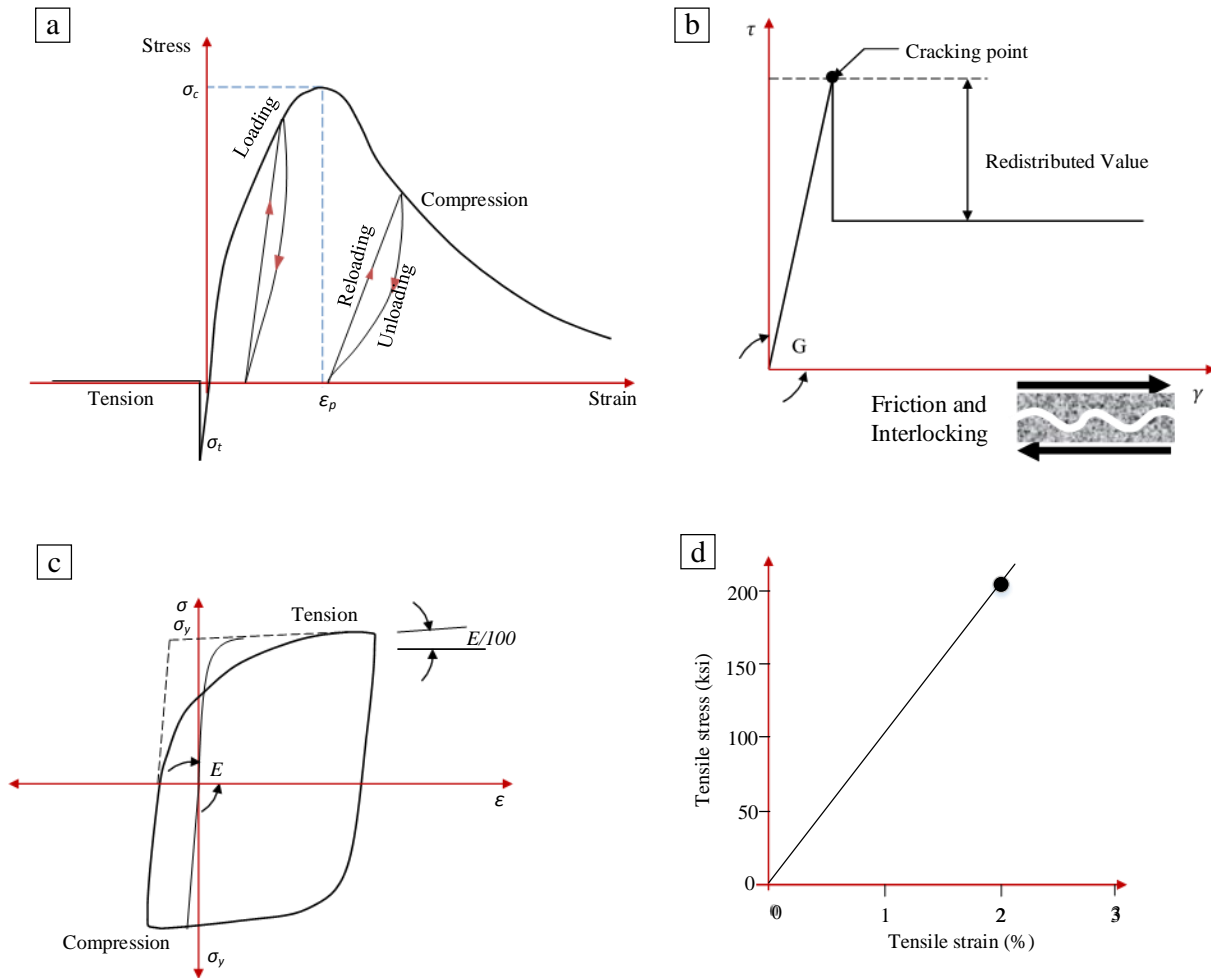 a
Stress
σc
Loading
Compression
Reloading
Unloading
Tension
εp
Strain
σt
b
τ
Cracking point
Redistributed Value
G
γ
Friction and
Interlocking
c
σ
Tension
σy
E/100
E
ε
Compression
σy
d
200
150
100
50
0
0 1 2 3
Tensile stress (ksi)
Tensile strain (%)